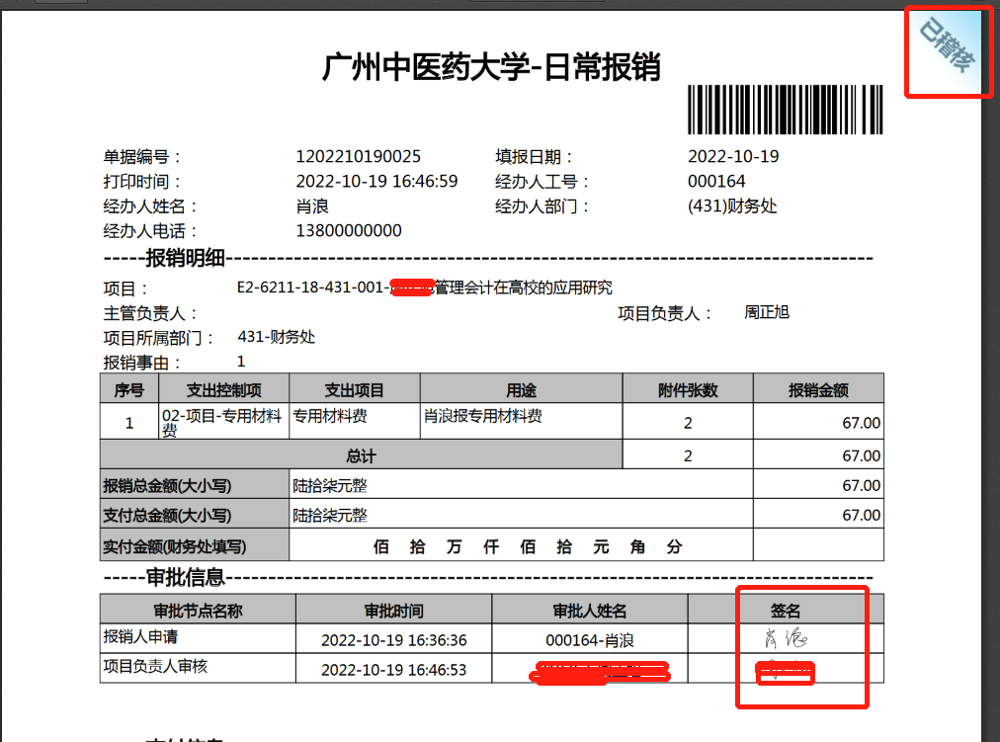 已稽核
广州中医药大学-日常报销
单据编号： 1202210190025 填报日期： 2022-10-19
打印时间： 2022-10-19 16:46:59 经办人工号： 000164
经办人姓名： 肖浪 经办人部门： (431)财务处
经办人电话： 13800000000
-----报销明细-----
项目： E2-6211-18-431-001- 管理会计在高校的应用研究
主管负责人： 项目负责人： 周正旭
项目所属部门： 431-财务处
报销事由： 1
序号 支出控制项 支出项目 用途 附件张数 报销金额
1 02-项目-专用材料费 专用材料费 肖浪报专用材料费 2 67.00
总计 2 67.00
报销总金额(大小写) 陆拾柒元整 67.00
支付总金额(大小写) 陆拾柒元整 67.00
实付金额(财务处填写) 佰 拾 万 仟 佰 拾 元 角 分
-----审批信息-----
审批节点名称 审批时间 审批人姓名 签名
报销人申请 2022-10-19 16:36:36 000164-肖浪
项目负责人审核 2022-10-19 16:46:53